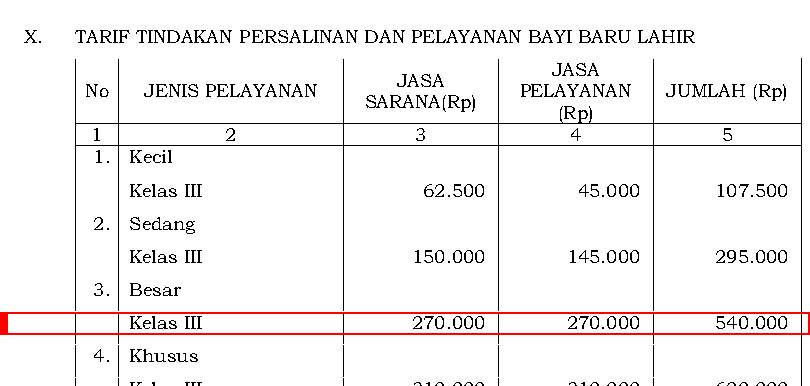 X. TARIF TINDAKAN PERSALINAN DAN PELAYANAN BAYI BARU LAHIR
No JENIS PELAYANAN JASA SARANA(Rp) JASA PELAYANAN (Rp) JUMLAH (Rp)
1 2 3 4 5
1. Kecil
Kelas III 62.500 45.000 107.500
2. Sedang
Kelas III 150.000 145.000 295.000
3. Besar
Kelas III 270.000 270.000 540.000
4. Khusus
Kelas III